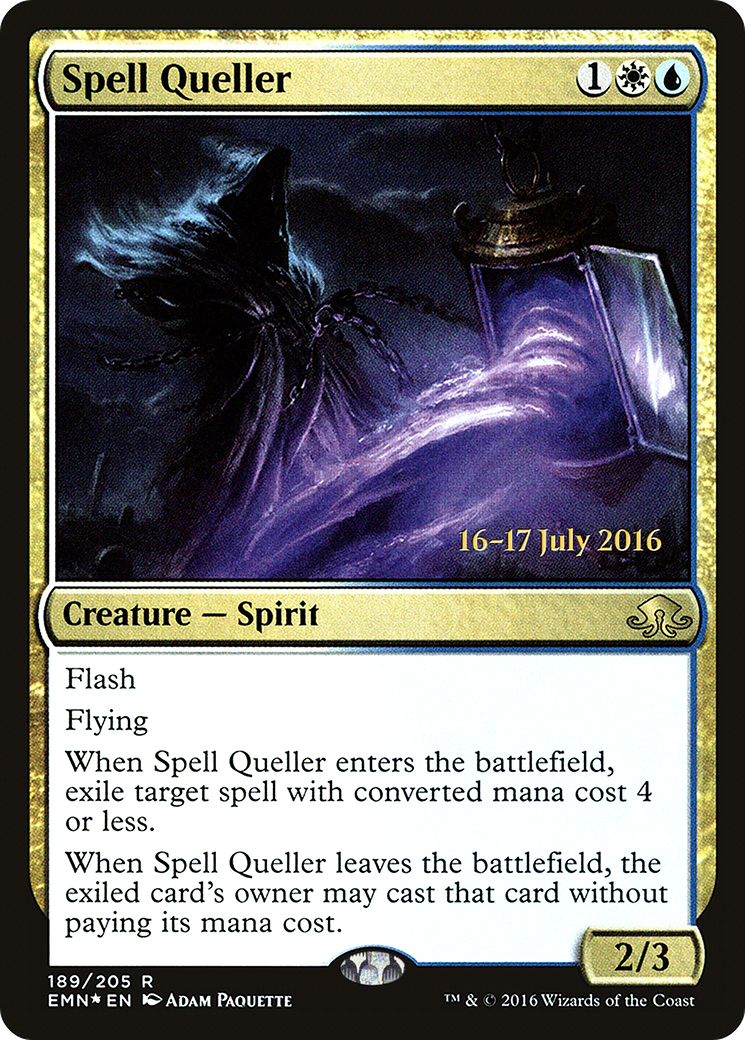 Spell Queller 1
16–17 July 2016
Creature — Spirit
Flash
Flying
When Spell Queller enters the battlefield,
exile target spell with converted mana cost 4
or less.
When Spell Queller leaves the battlefield, the
exiled card's owner may cast that card without
paying its mana cost.
2/3
189/205 R
EMN★EN Adam Paquette
™ & © 2016 Wizards of the Coast